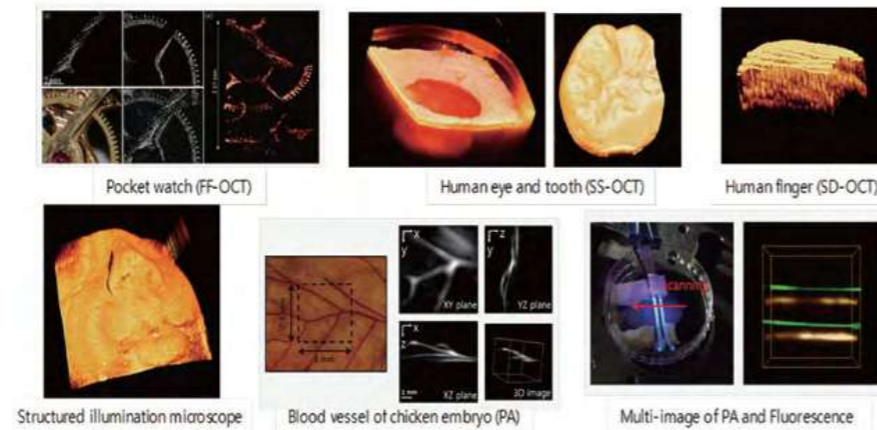 Pocket watch (FF-OCT)
Human eye and tooth (SS-OCT)
Human finger (SD-OCT)
Structured illumination microscope
x
y
XY plane
z
y
YZ plane
x
z
XZ plane
3D image
Blood vessel of chicken embryo (PA)
scanning
Multi-image of PA and Fluorescence